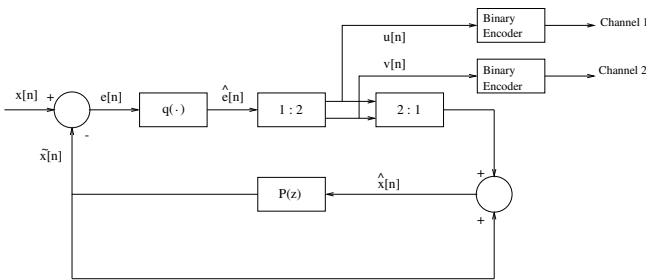 Binary
Encoder
Channel 1
u[n]
v[n]
Binary
Encoder
Channel 2
x[n]
+
e[n]
q(·)
^
e[n]
1 : 2
2 : 1
-
~
x[n]
+
^
x[n]
P(z)
+